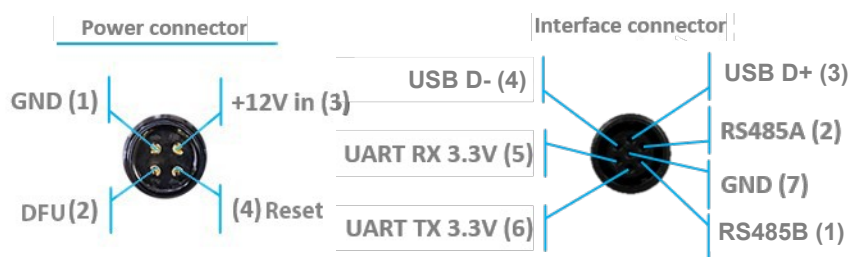 Power connector
GND (1)
+12V in (3)
DFU (2)
(4) Reset
Interface connector
USB D- (4)
USB D+ (3)
UART RX 3.3V (5)
RS485A (2)
GND (7)
UART TX 3.3V (6)
RS485B (1)